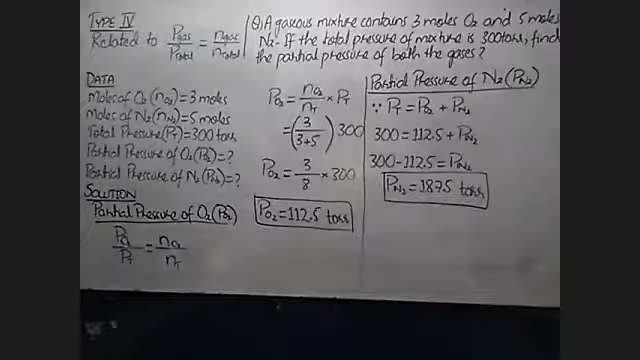 TYPE IV
Related to Pgas/Ptotal = ngas/ntotal
Q) A gaseous mixture contains 3 moles O2 and 5 moles
N2. If the total pressure of mixture is 300torr, find
the partial pressure of both the gases?
DATA
Moles of O2 (nO2) = 3 moles
Moles of N2 (nN2) = 5 moles
Total Pressure (PT) = 300 torr
Partial Pressure of O2 (PO2) = ?
Partial Pressure of N2 (PN2) = ?
SOLUTION
Partial Pressure of O2 (PO2)
PO2/PT = nO2/nT
PO2 = nO2/nT × PT
= (3/3+5) 300
PO2 = 3/8 × 300
PO2 = 112.5 torr
Partial Pressure of N2 (PN2)
∵ PT = PO2 + PN2
300 = 112.5 + PN2
300 - 112.5 = PN2
PN2 = 187.5 torr